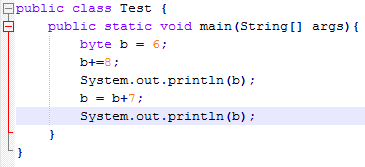 public class Test {
    public static void main(String[] args){
        byte b = 6;
        b+=8;
        System.out.println(b);
        b = b+7;
        System.out.println(b);
    }
}